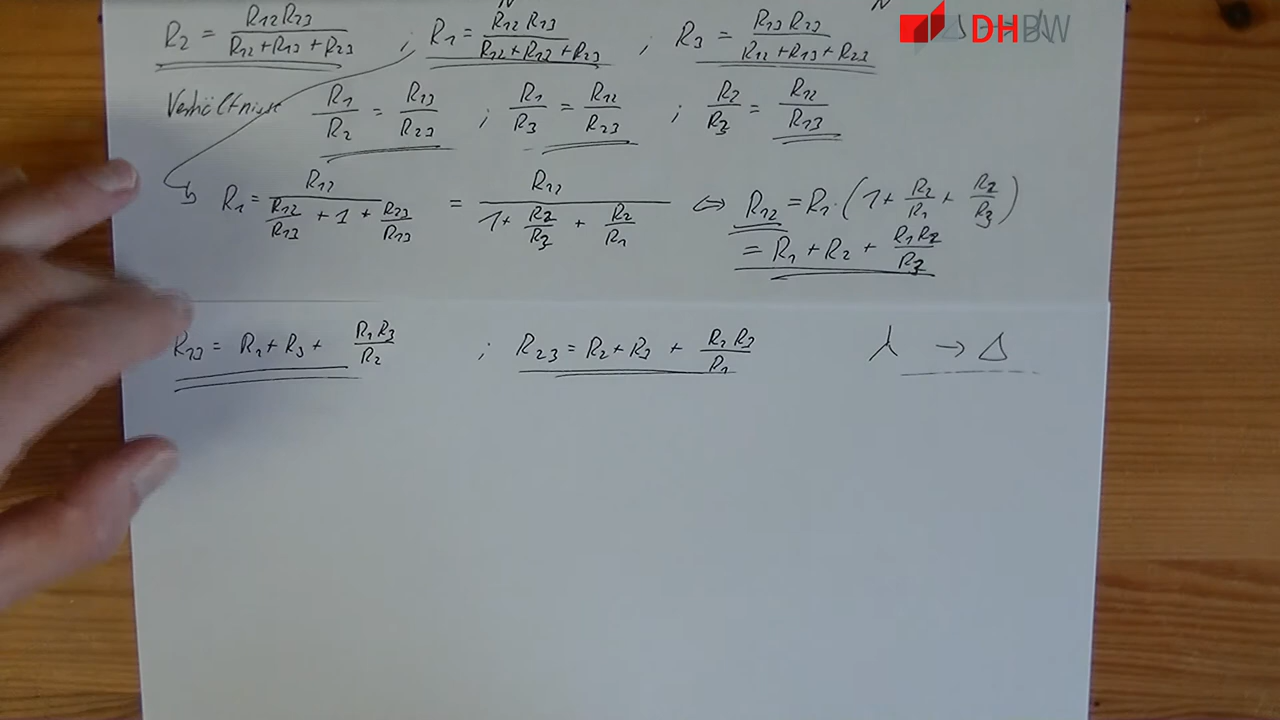 R₂ = R₁₂R₂₃ / (R₁₂+R₁₃+R₂₃) ; R₁ = R₁₂ R₁₃ / (R₁₂+R₁₃+R₂₃) ; R₃ = R₁₃ R₂₃ / (R₁₂+R₁₃+R₂₃)
DHBW
Verhältnisse R₁/R₂ = R₁₃/R₂₃ ; R₁/R₃ = R₁₂/R₂₃ ; R₂/R₃ = R₁₂/R₁₃
R₁ = R₁₂ / (R₁₂/R₁₃ + 1 + R₂₃/R₁₃) = R₁₂ / (1 + R₂/R₃ + R₂/R₁) ⇔ R₁₂ = R₁·(1 + R₂/R₁ + R₂/R₃)
= R₁ + R₂ + R₁R₂/R₃
R₁₃ = R₁+R₃+ R₁R₃/R₂ ; R₂₃ = R₂+R₃ + R₂R₃/R₁ ⅄ → Δ